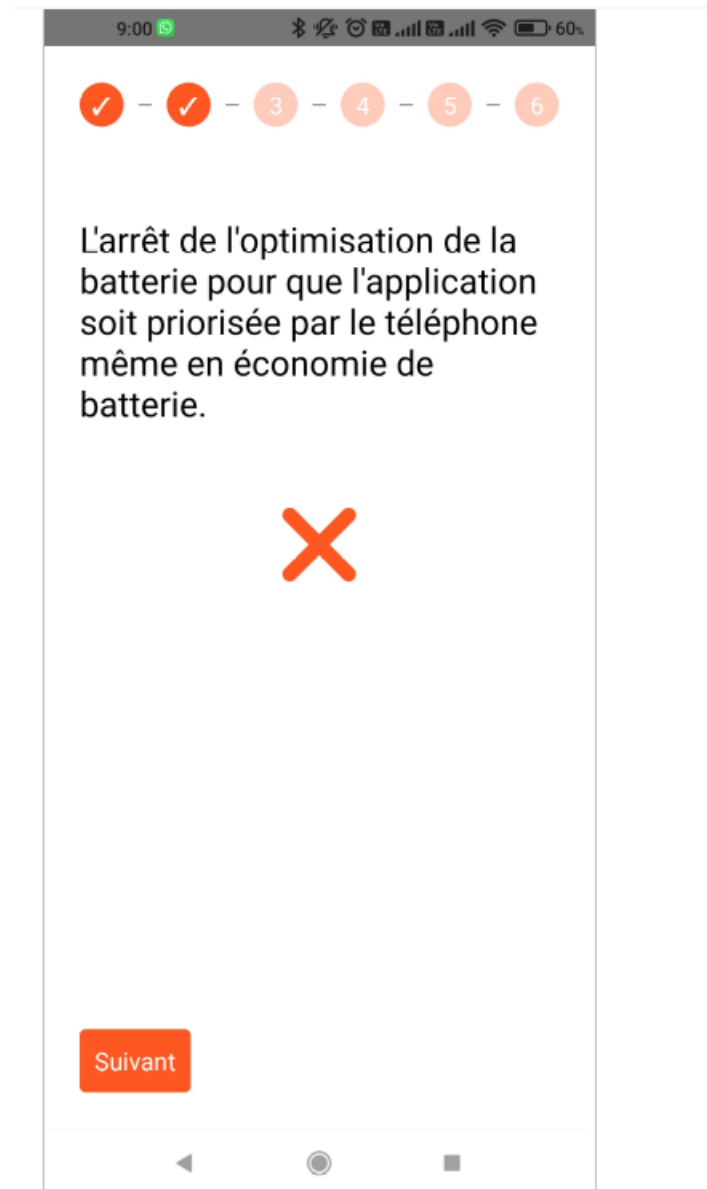 9:00 60%
✓ - ✓ - 3 - 4 - 5 - 6
L'arrêt de l'optimisation de la
batterie pour que l'application
soit priorisée par le téléphone
même en économie de
batterie.
Suivant